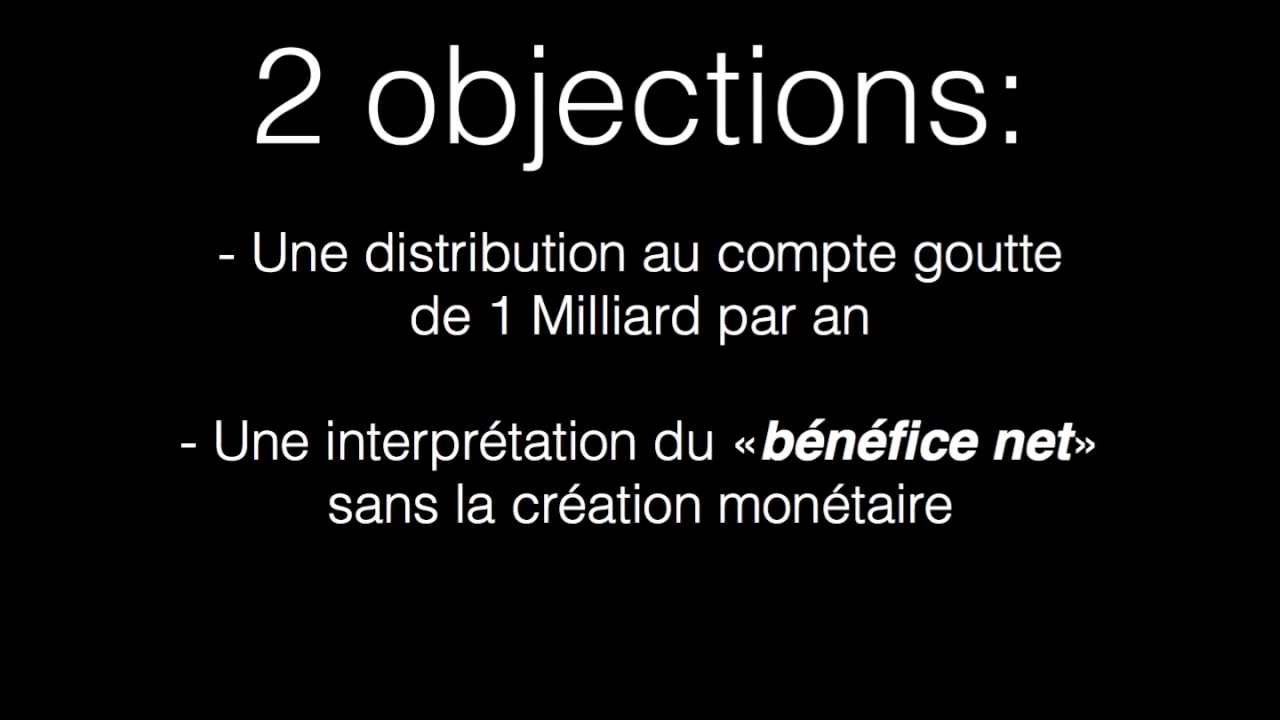 2 objections:
- Une distribution au compte goutte
de 1 Milliard par an
- Une interprétation du «bénéfice net»
sans la création monétaire